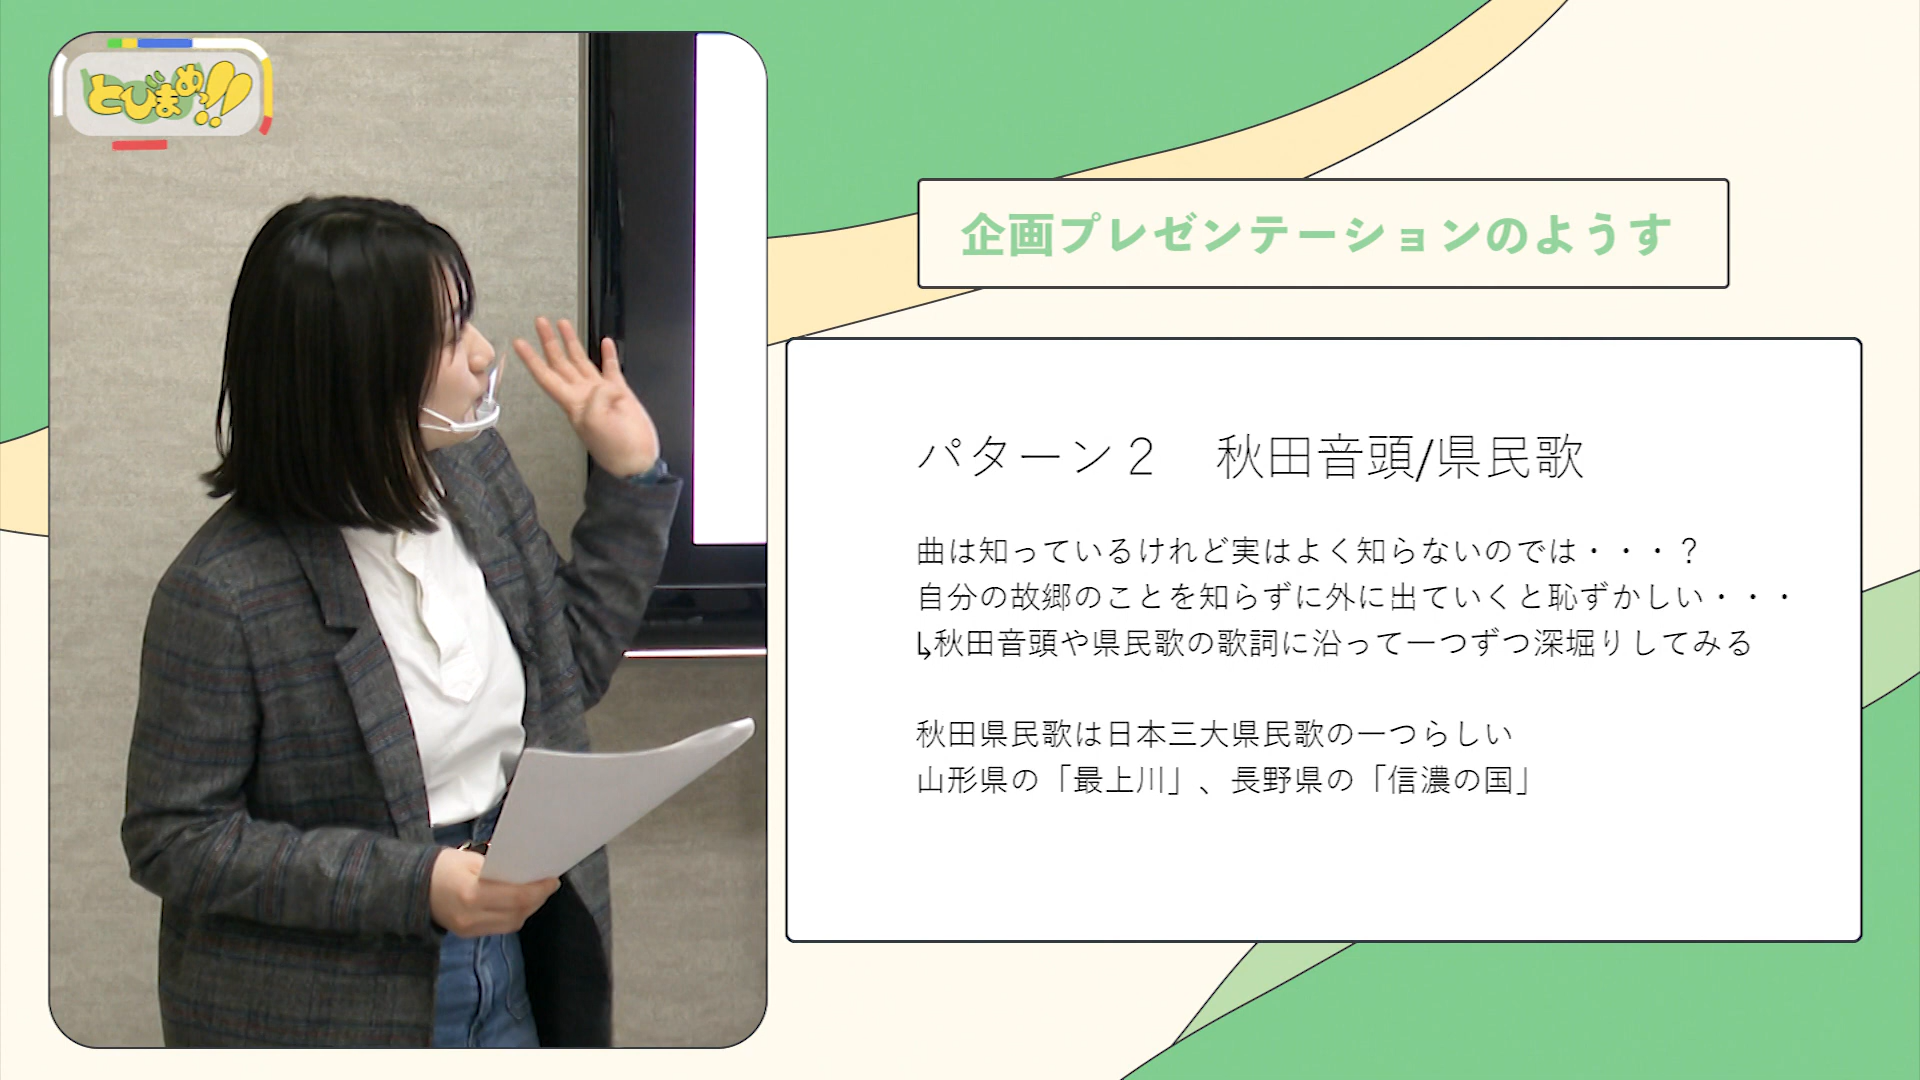 とびまめっ!!
企画プレゼンテーションのようす
パターン２　秋田音頭/県民歌
曲は知っているけれど実はよく知らないのでは・・・？
自分の故郷のことを知らずに外に出ていくと恥ずかしい・・・
↳秋田音頭や県民歌の歌詞に沿って一つずつ深堀りしてみる
秋田県民歌は日本三大県民歌の一つらしい
山形県の「最上川」、長野県の「信濃の国」